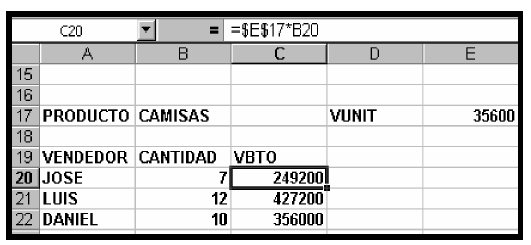 C20 = =$E$17*B20
A B C D E
15
16
17 PRODUCTO CAMISAS VUNIT 35600
18
19 VENDEDOR CANTIDAD VBTO
20 JOSE 7 249200
21 LUIS 12 427200
22 DANIEL 10 356000